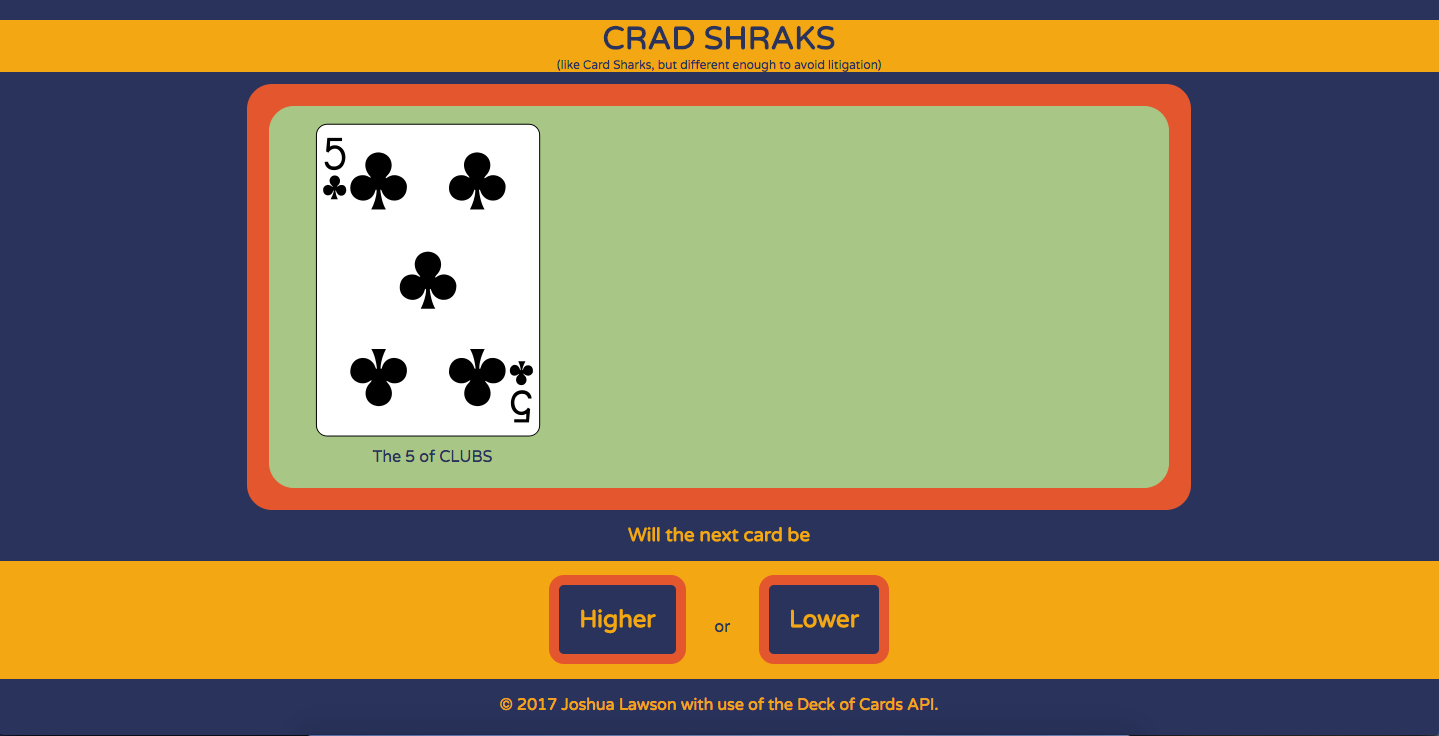 CRAD SHRAKS
(like Card Sharks, but different enough to avoid litigation)
5
5
The 5 of CLUBS
Will the next card be
Higher or Lower
© 2017 Joshua Lawson with use of the Deck of Cards API.